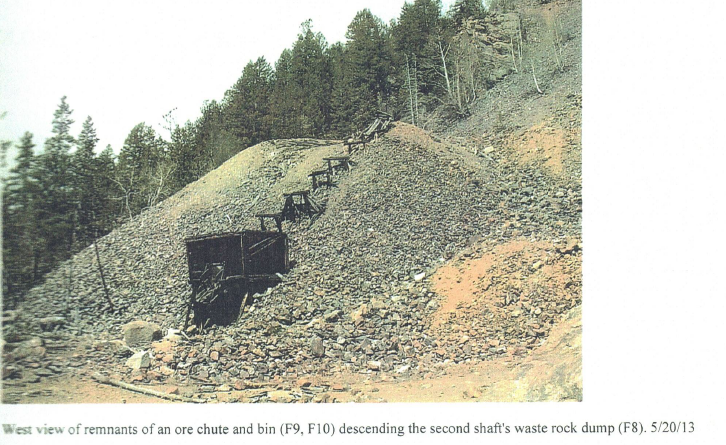 West view of remnants of an ore chute and bin (F9, F10) descending the second shaft's waste rock dump (F8). 5/20/13